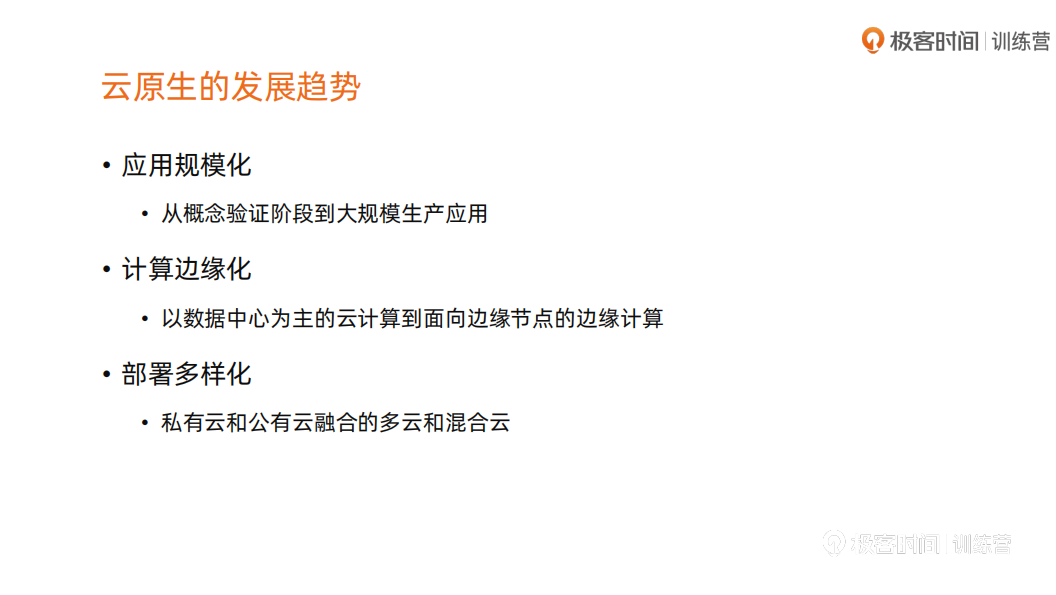 极客时间 | 训练营
云原生的发展趋势
• 应用规模化
• 从概念验证阶段到大规模生产应用
• 计算边缘化
• 以数据中心为主的云计算到面向边缘节点的边缘计算
• 部署多样化
• 私有云和公有云融合的多云和混合云
极客时间 | 训练营